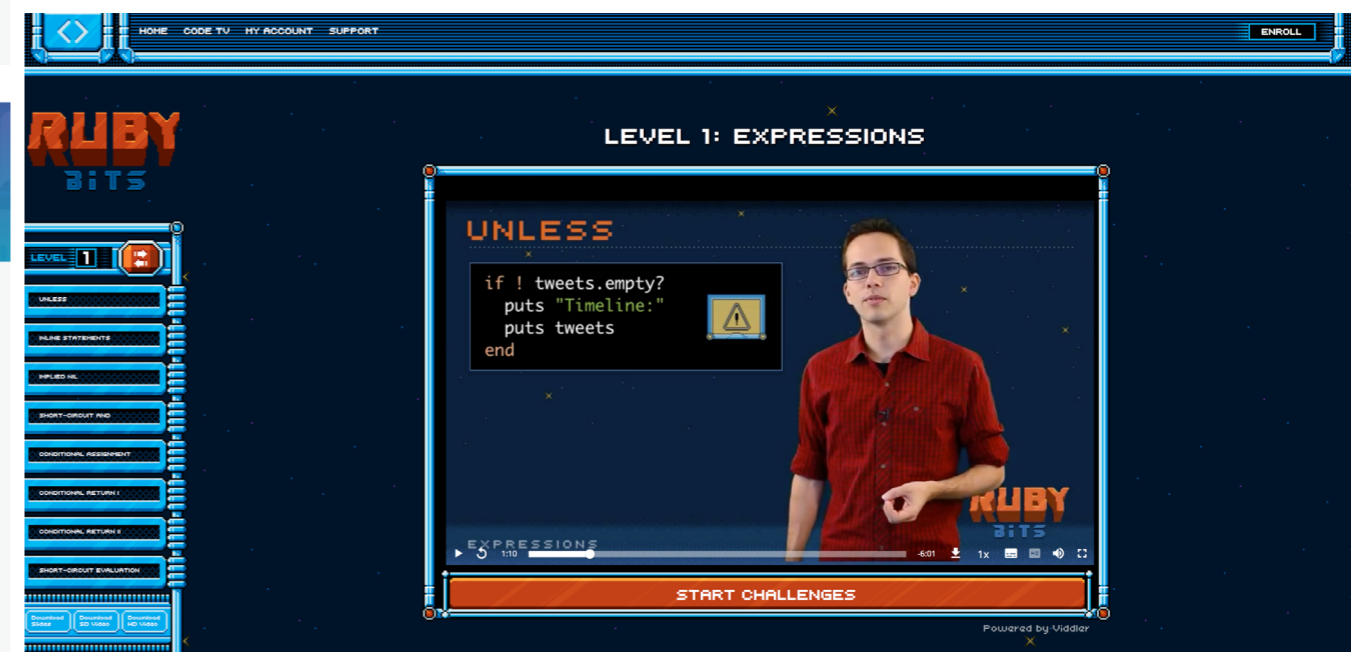 HOME CODE TV MY ACCOUNT SUPPORT
ENROLL
RUBY
BiTS
LEVEL 1: EXPRESSIONS
LEVEL 1
UNLESS
INLINE STATEMENTS
IMPLIED NIL
SHORT-CIRCUIT AND
CONDITIONAL ASSIGNMENT
CONDITIONAL RETURN I
CONDITIONAL RETURN II
SHORT-CIRCUIT EVALUATION
Download Slides
Download SD Video
Download HD Video
UNLESS
if ! tweets.empty?
puts "Timeline:"
puts tweets
end
RUBY
BiTS
EXPRESSIONS
1:10
-6:01
1x
START CHALLENGES
Powered by Viddler